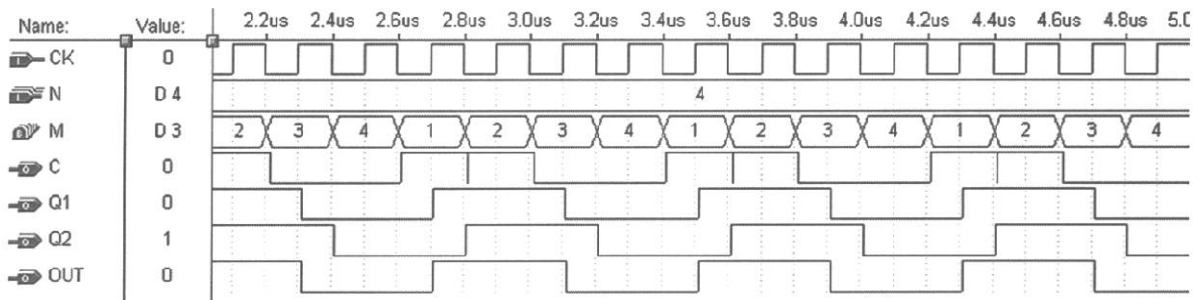 Name: Value: 2.2us 2.4us 2.6us 2.8us 3.0us 3.2us 3.4us 3.6us 3.8us 4.0us 4.2us 4.4us 4.6us 4.8us 5.0
CK 0
N D 4 4
M D 3 2 3 4 1 2 3 4 1 2 3 4 1 2 3 4
C 0
Q1 0
Q2 1
OUT 0